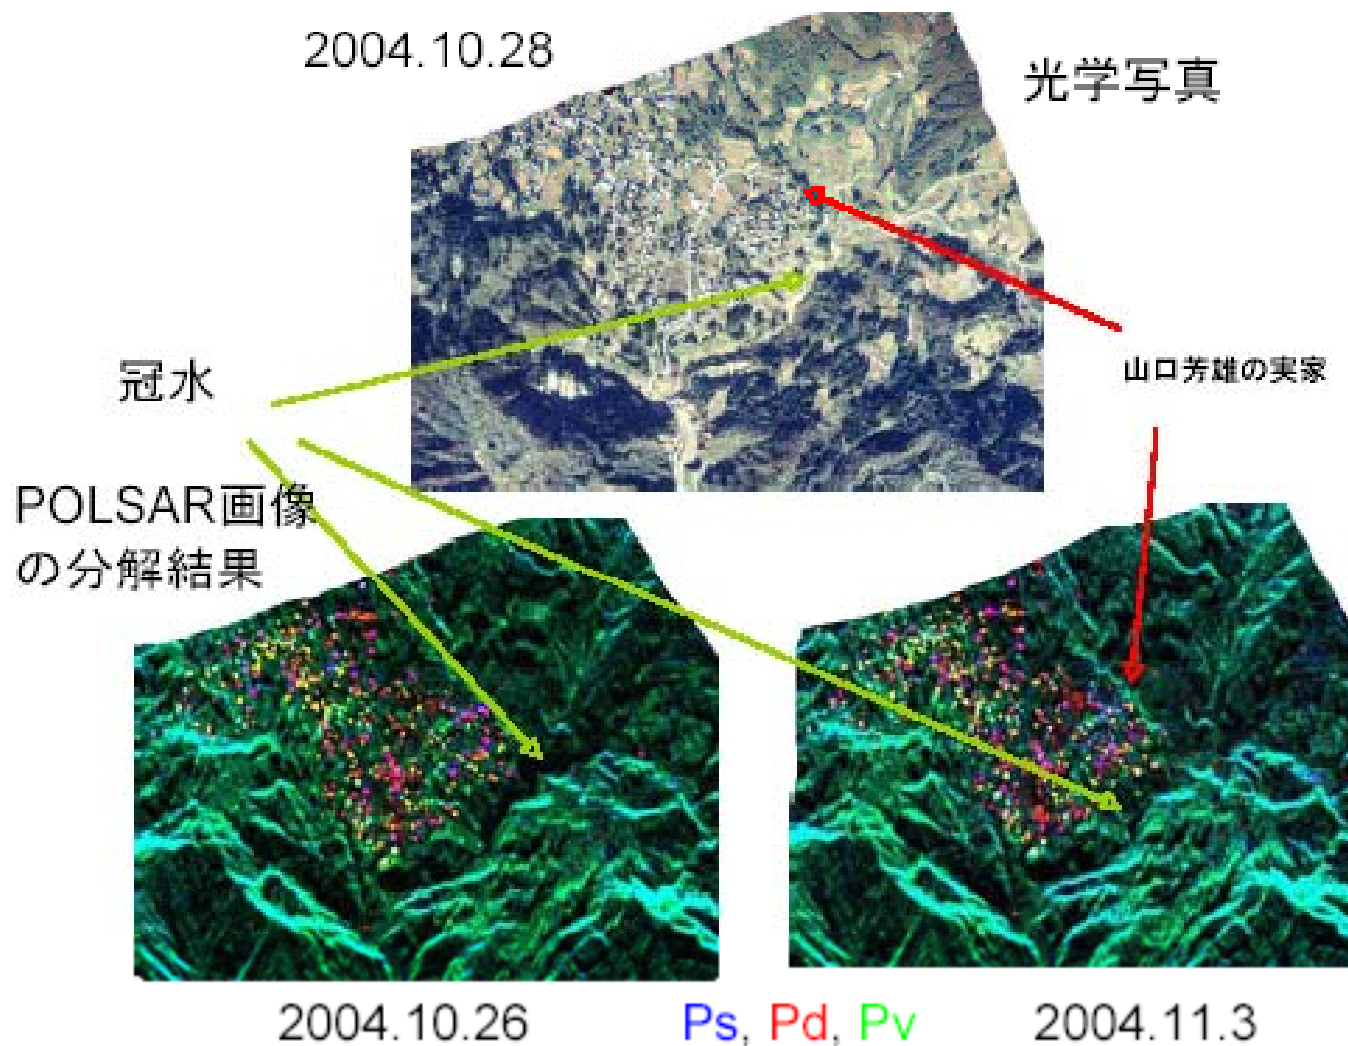 2004.10.28
光学写真
冠水
山口芳雄の実家
POLSAR画像
の分解結果
2004.10.26
Ps, Pd, Pv
2004.11.3